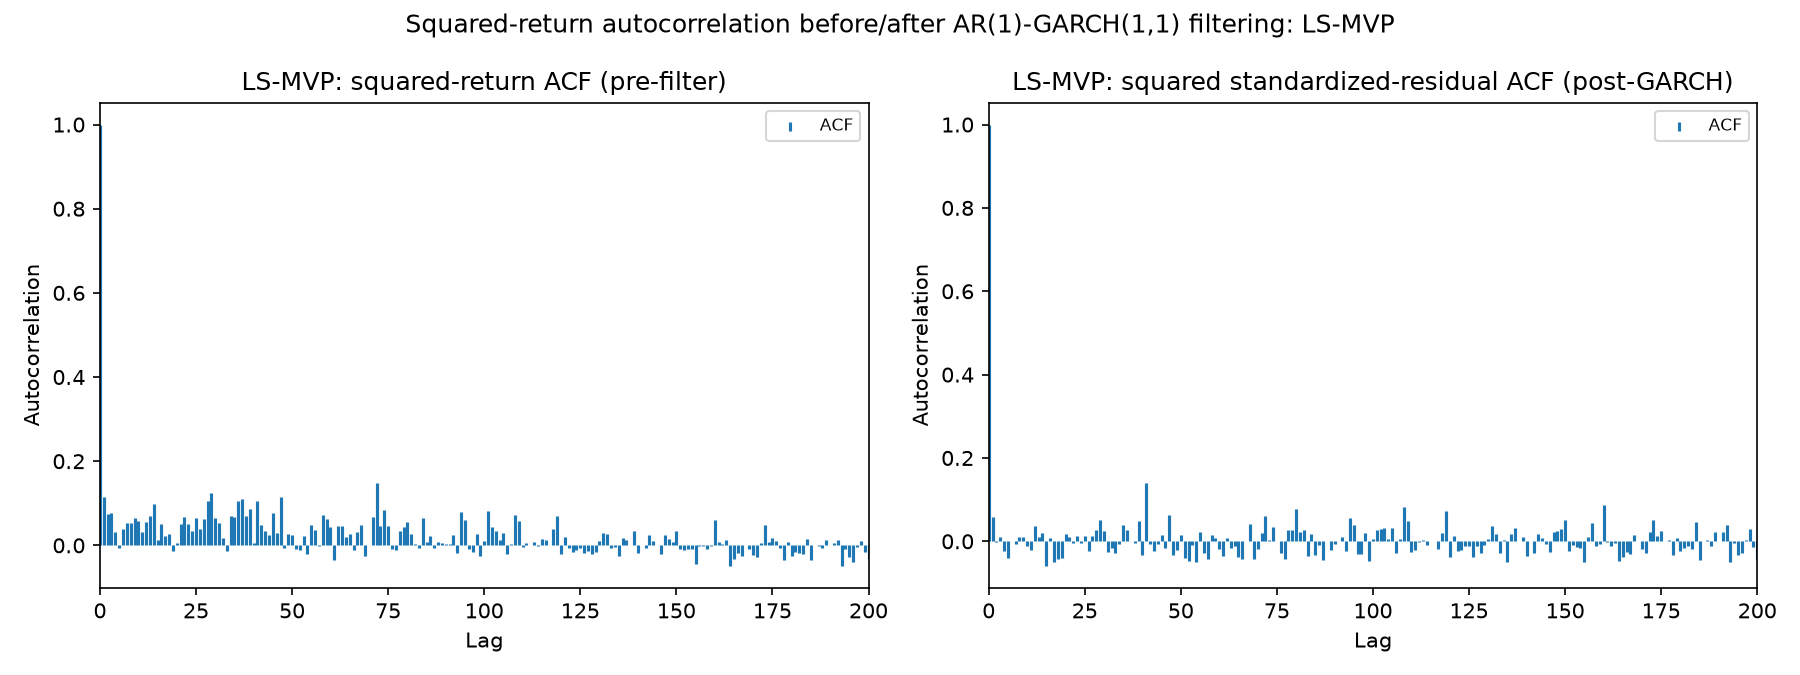 Squared-return autocorrelation before/after AR(1)-GARCH(1,1) filtering: LS-MVP
LS-MVP: squared-return ACF (pre-filter)
ACF
Autocorrelation
1.0
0.8
0.6
0.4
0.2
0.0
0 25 50 75 100 125 150 175 200
Lag
LS-MVP: squared standardized-residual ACF (post-GARCH)
ACF
Autocorrelation
1.0
0.8
0.6
0.4
0.2
0.0
0 25 50 75 100 125 150 175 200
Lag